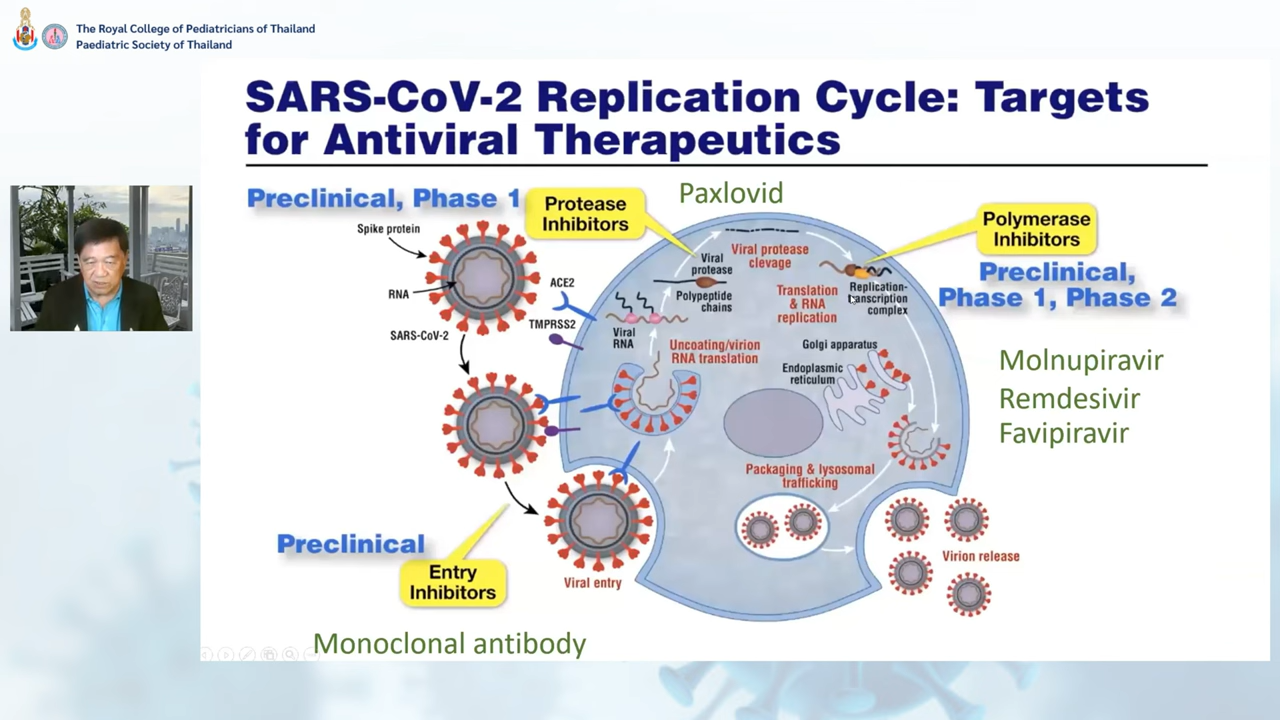 The Royal College of Pediatricians of Thailand
Paediatric Society of Thailand
SARS-CoV-2 Replication Cycle: Targets
for Antiviral Therapeutics
Preclinical, Phase 1
Protease
Inhibitors
Paxlovid
Polymerase
Inhibitors
Preclinical,
Phase 1, Phase 2
Spike protein
RNA
SARS-CoV-2
ACE2
TMPRSS2
Viral
protease
Polypeptide
chains
Viral
RNA
Viral protease
clevage
Translation
& RNA
replication
Replication-
transcription
complex
Uncoating/virion
RNA translation
Golgi apparatus
Endoplasmic
reticulum
Molnupiravir
Remdesivir
Favipiravir
Packaging & lysosomal
trafficking
Virion release
Preclinical
Entry
Inhibitors
Viral entry
Monoclonal antibody